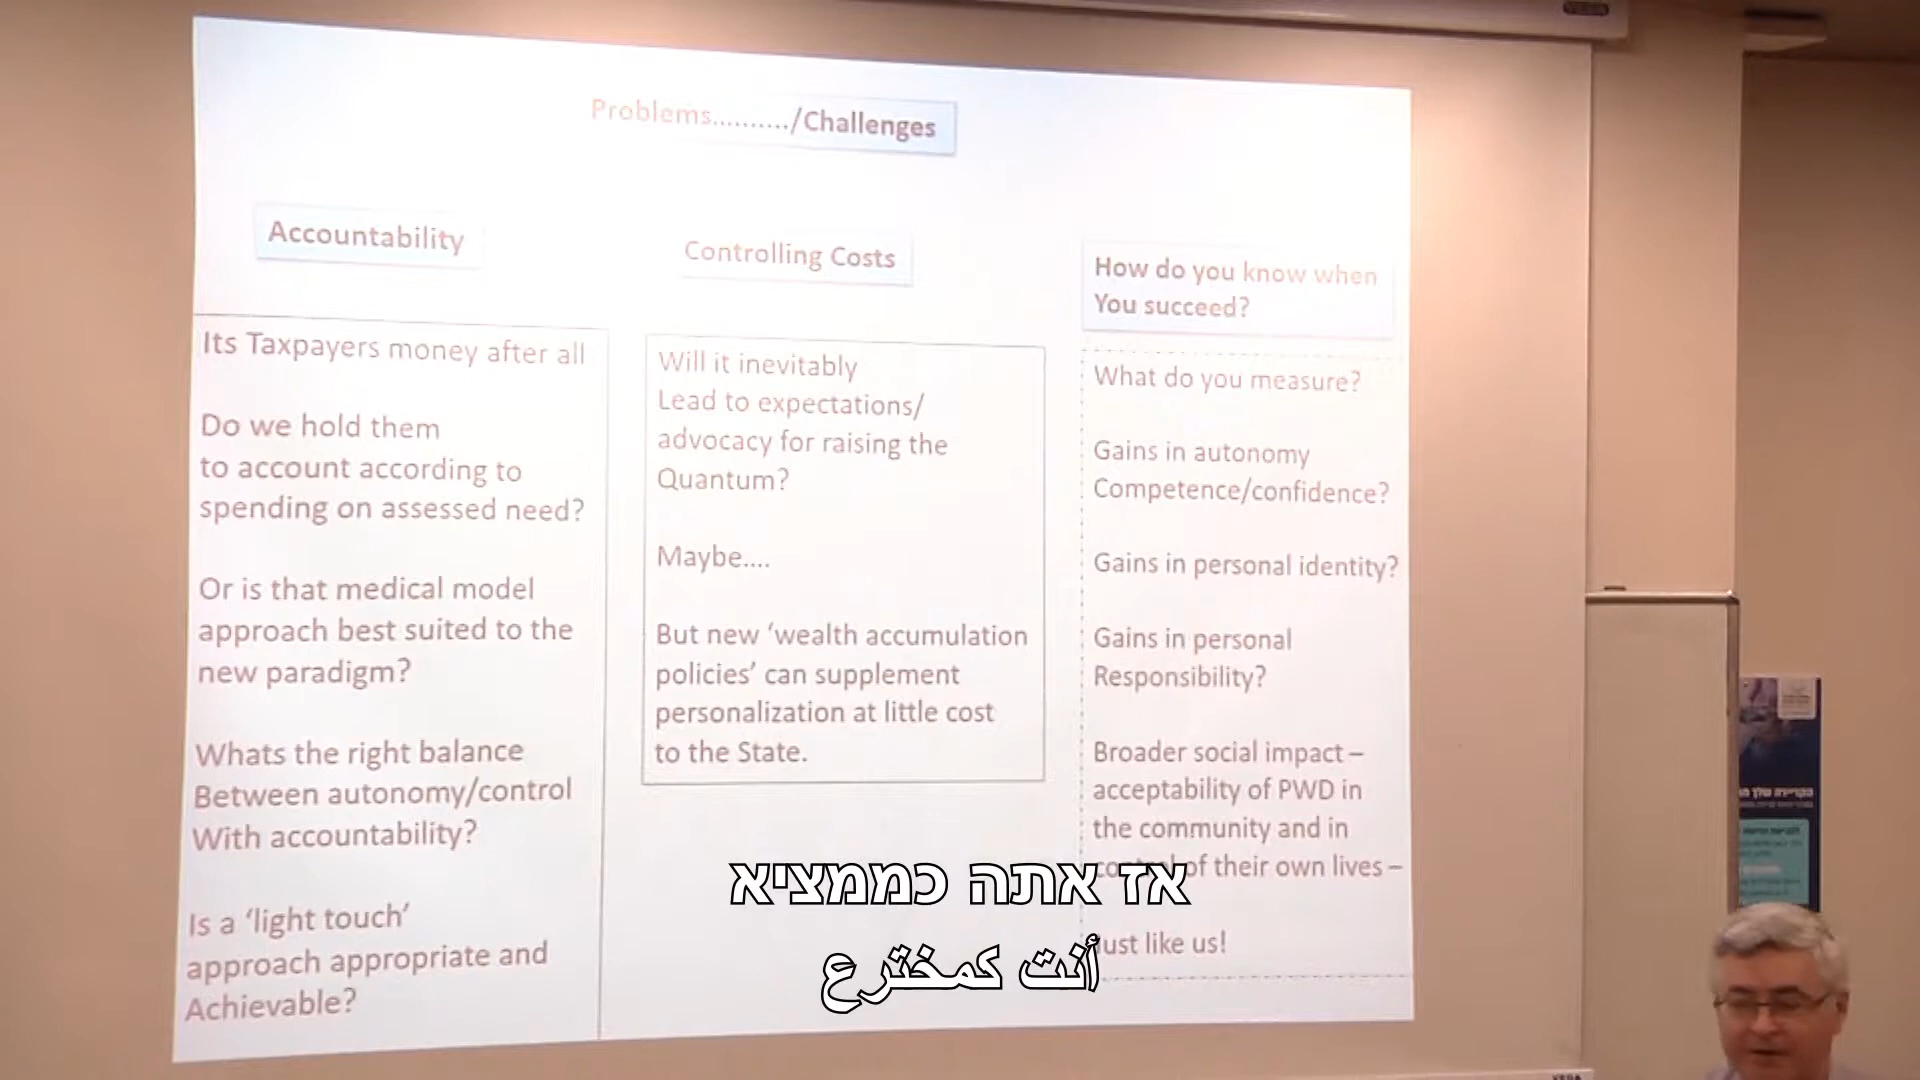 Problems........../Challenges
Accountability
Its Taxpayers money after all
Do we hold them
to account according to
spending on assessed need?
Or is that medical model
approach best suited to the
new paradigm?
Whats the right balance
Between autonomy/control
With accountability?
Is a ‘light touch’
approach appropriate and
Achievable?
Controlling Costs
Will it inevitably
Lead to expectations/
advocacy for raising the
Quantum?
Maybe....
But new ‘wealth accumulation
policies’ can supplement
personalization at little cost
to the State.
How do you know when
You succeed?
What do you measure?
Gains in autonomy
Competence/confidence?
Gains in personal identity?
Gains in personal
Responsibility?
Broader social impact –
acceptability of PWD in
the community and in
control of their own lives –
Just like us!
אז אתה כממציא
أنت كمخترع